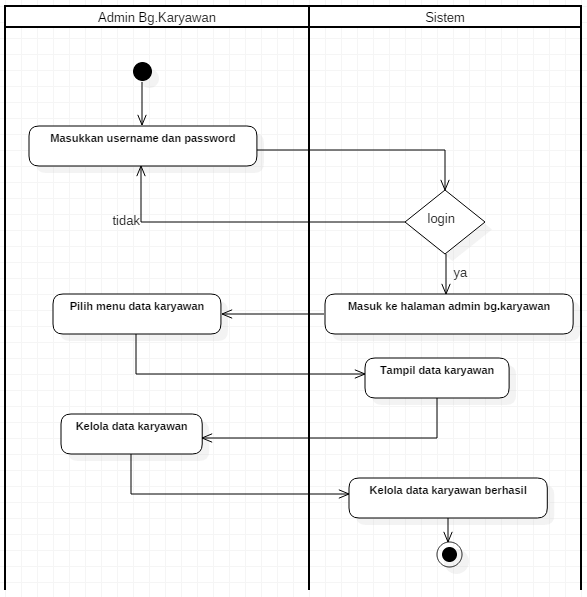 Admin Bg.Karyawan
Sistem
Masukkan username dan password
login
tidak
ya
Masuk ke halaman admin bg.karyawan
Pilih menu data karyawan
Tampil data karyawan
Kelola data karyawan
Kelola data karyawan berhasil